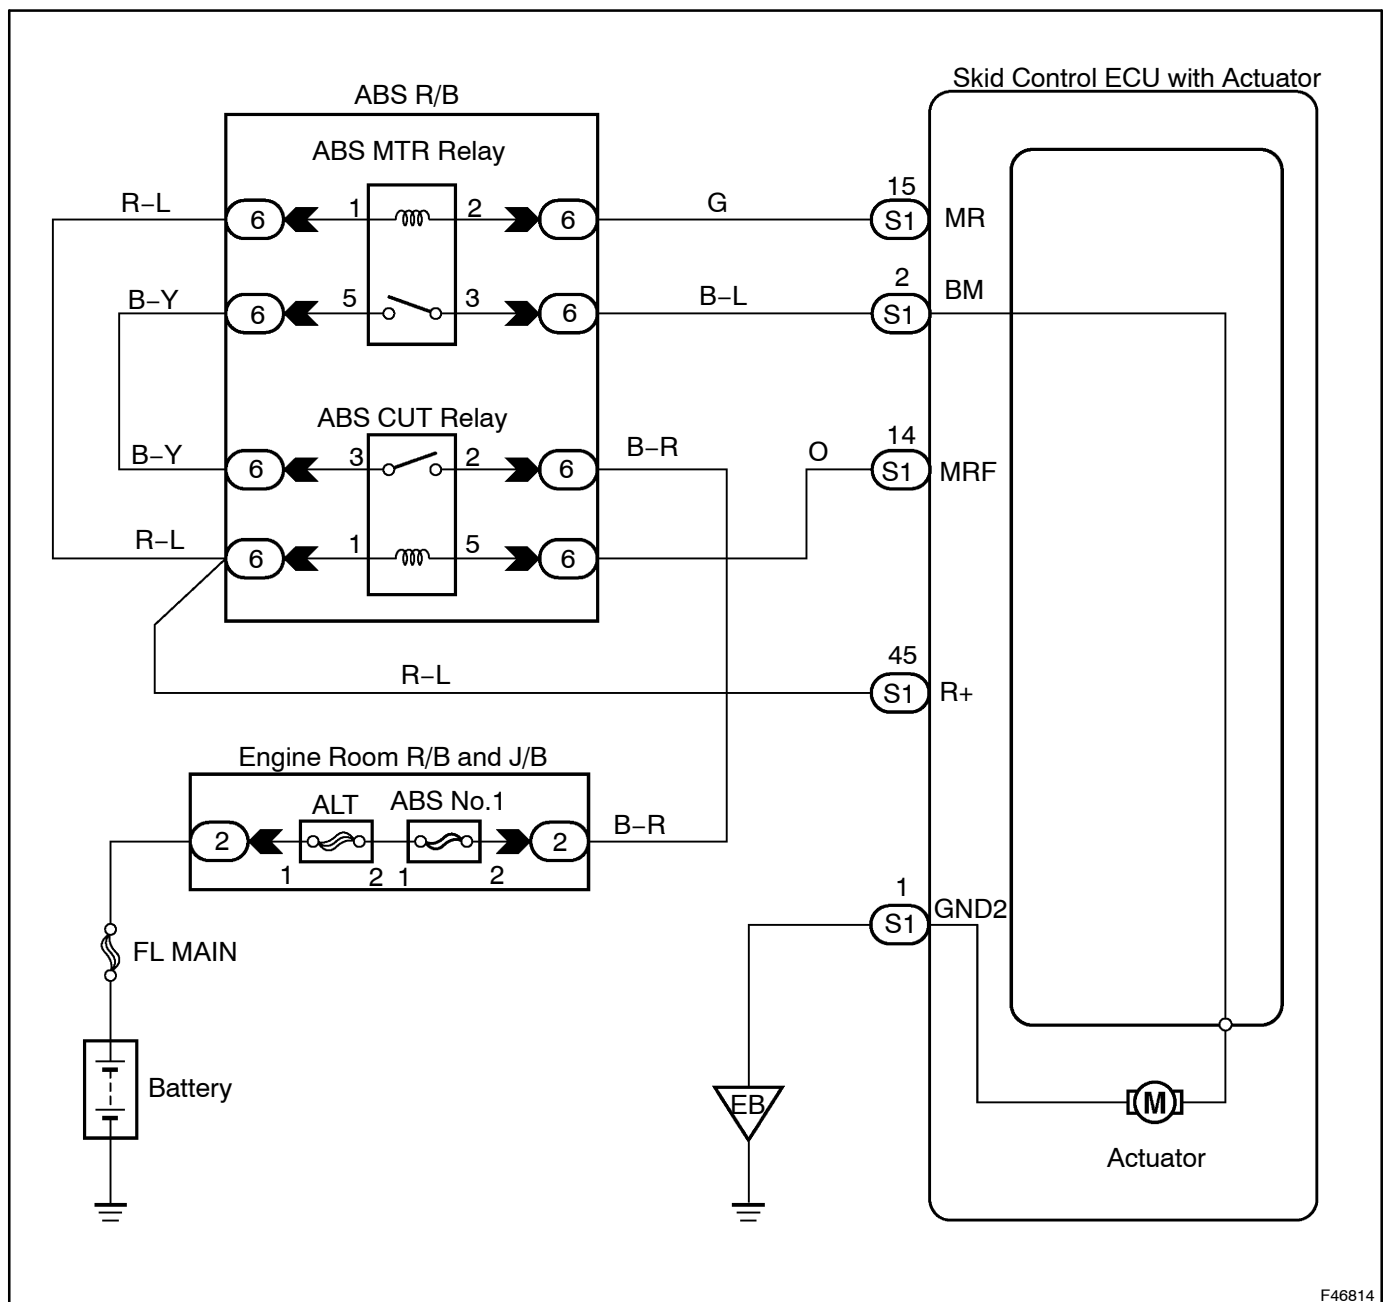 Skid Control ECU with Actuator
ABS R/B
ABS MTR Relay
R−L 6 1 2 6 G 15 S1 MR
B−Y 6 5 3 6 B−L 2 S1 BM
ABS CUT Relay
B−Y 6 3 2 6 B−R O 14 S1 MRF
R−L 6 1 5 6
R−L 45 S1 R+
Engine Room R/B and J/B
ALT ABS No.1
2 2 B−R
1 2 1 2
1 S1 GND2
FL MAIN
Battery
EB
M
Actuator
F46814